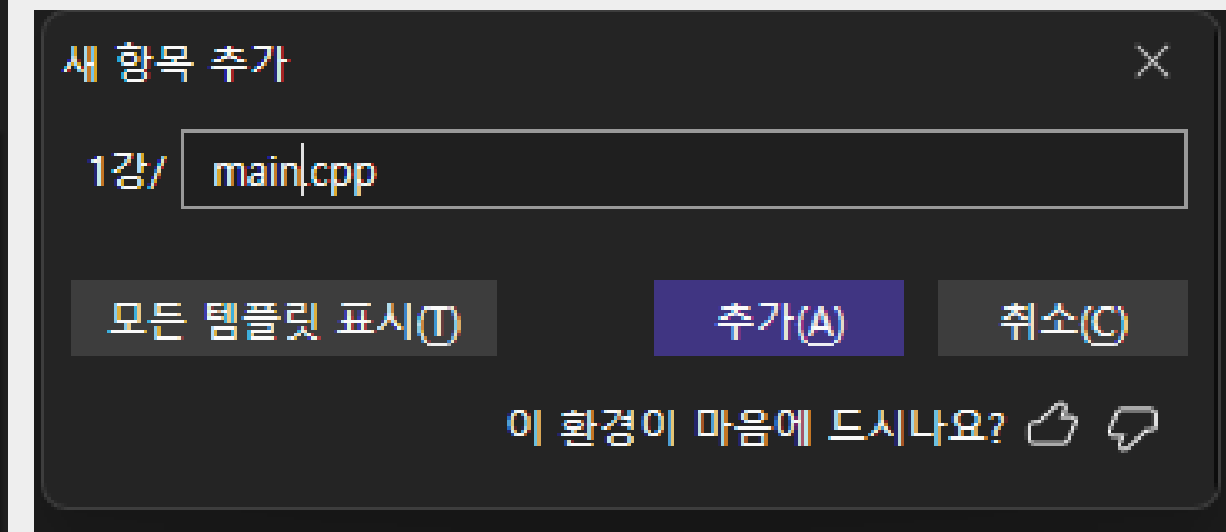 새 항목 추가
1강/ main.cpp
모든 템플릿 표시(T) 추가(A) 취소(C)
이 환경이 마음에 드시나요?